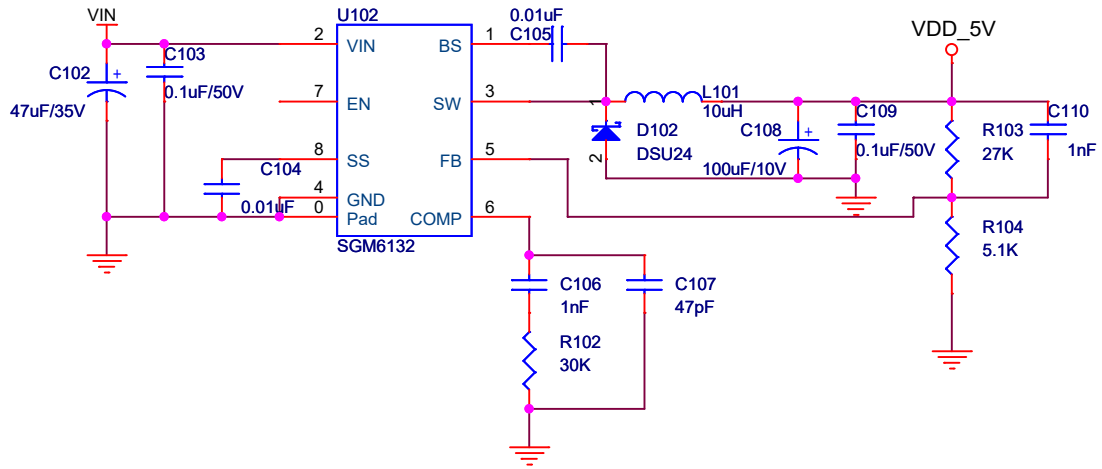 VIN
U102
0.01uF
C105
VDD_5V
2
VIN
BS
1
C103
C102
+
0.1uF/50V
47uF/35V
7
EN
SW
3
1
L101
10uH
D102
DSU24
2
C108
+
100uF/10V
C109
0.1uF/50V
R103
27K
C110
1nF
8
SS
FB
5
C104
0.01uF
4
GND
0
Pad
COMP
6
SGM6132
R104
5.1K
C106
1nF
C107
47pF
R102
30K